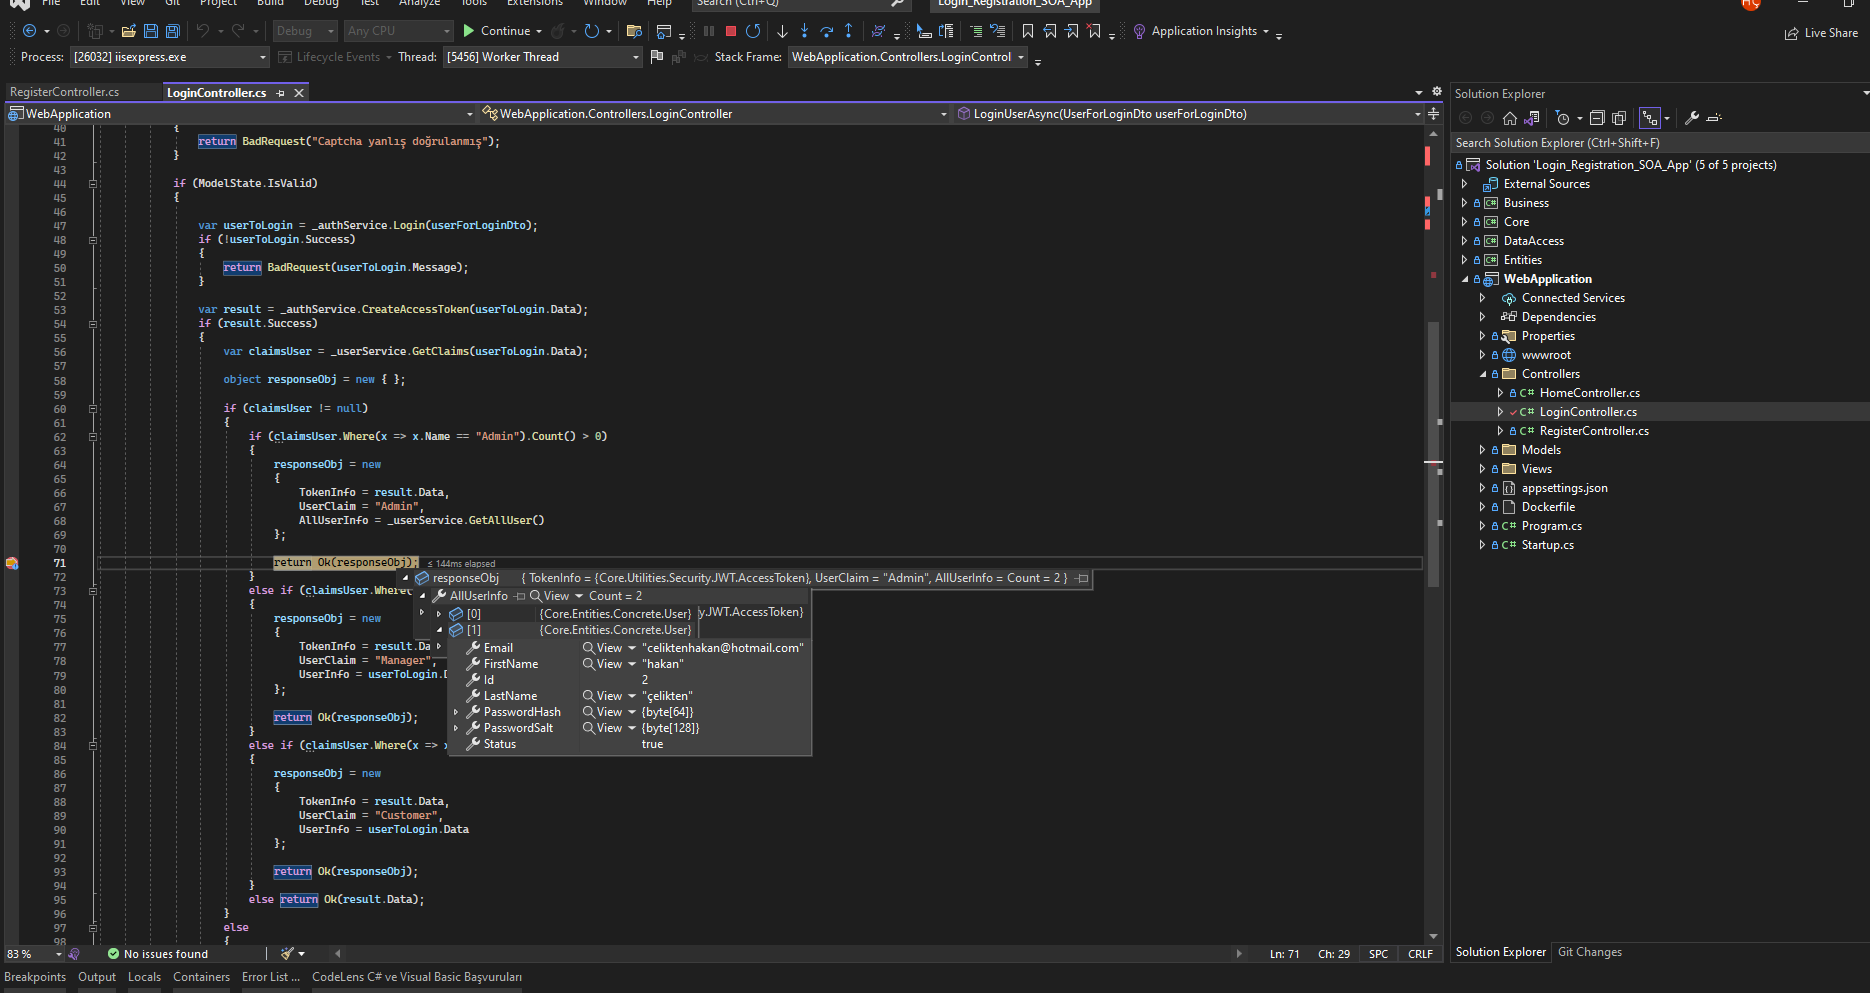 File Edit View Git Project Build Debug Test Analyze Tools Extensions Window Help Search (Ctrl+Q) Login_Registration_SOA_App HÇ
Debug Any CPU Continue Application Insights Live Share
Process: [26032] iisexpress.exe Lifecycle Events Thread: [5456] Worker Thread Stack Frame: WebApplication.Controllers.LoginControl
RegisterController.cs LoginController.cs
WebApplication WebApplication.Controllers.LoginController LoginUserAsync(UserForLoginDto userForLoginDto)
40 {
41 return BadRequest("Captcha yanlış doğrulanmış");
42 }
43
44 if (ModelState.IsValid)
45 {
46
47 var userToLogin = _authService.Login(userForLoginDto);
48 if (!userToLogin.Success)
49 {
50 return BadRequest(userToLogin.Message);
51 }
52
53 var result = _authService.CreateAccessToken(userToLogin.Data);
54 if (result.Success)
55 {
56 var claimsUser = _userService.GetClaims(userToLogin.Data);
57
58 object responseObj = new { };
59
60 if (claimsUser != null)
61 {
62 if (claimsUser.Where(x => x.Name == "Admin").Count() > 0)
63 {
64 responseObj = new
65 {
66 TokenInfo = result.Data,
67 UserClaim = "Admin",
68 AllUserInfo = _userService.GetAllUser()
69 };
70
71 return Ok(responseObj); ≤ 144ms elapsed
72 }
responseObj { TokenInfo = {Core.Utilities.Security.JWT.AccessToken}, UserClaim = "Admin", AllUserInfo = Count = 2 }
73 else if (claimsUser.Where(
AllUserInfo View Count = 2
74 {
[0] {Core.Entities.Concrete.User} y.JWT.AccessToken}
75 responseObj = new
76 {
[1] {Core.Entities.Concrete.User}
77 TokenInfo = result.Da
Email View "celiktenhakan@hotmail.com"
78 UserClaim = "Manager",
FirstName View "hakan"
79 UserInfo = userToLogin.D
Id 2
80 };
LastName View "çelikten"
81
PasswordHash View {byte[64]}
82 return Ok(responseObj);
PasswordSalt View {byte[128]}
83 }
84 else if (claimsUser.Where(x => x
Status true
85 {
86 responseObj = new
87 {
88 TokenInfo = result.Data,
89 UserClaim = "Customer",
90 UserInfo = userToLogin.Data
91 };
92
93 return Ok(responseObj);
94 }
95 else return Ok(result.Data);
96 }
97 else
98 {
83 % No issues found Ln: 71 Ch: 29 SPC CRLF
Breakpoints Output Locals Containers Error List ... CodeLens C# ve Visual Basic Başvuruları
Solution Explorer
Search Solution Explorer (Ctrl+Shift+F)
Solution 'Login_Registration_SOA_App' (5 of 5 projects)
External Sources
C# Business
C# Core
C# DataAccess
C# Entities
WebApplication
Connected Services
Dependencies
Properties
wwwroot
Controllers
C# HomeController.cs
C# LoginController.cs
C# RegisterController.cs
Models
Views
appsettings.json
Dockerfile
C# Program.cs
C# Startup.cs
Solution Explorer Git Changes